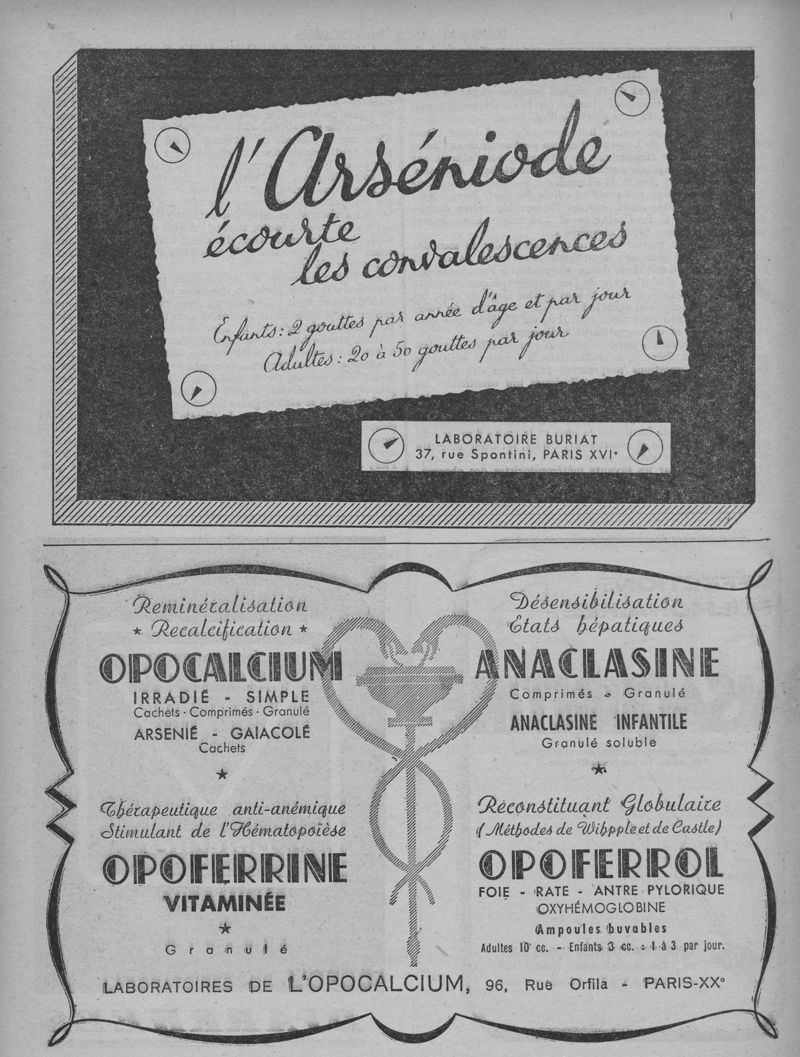 l'Arséniode
écourte
les convalescences
Enfants : 2 gouttes par année d'âge et par jour
Adultes : 20 à 50 gouttes par jour
LABORATOIRE BURIAT
37, rue Spontini, PARIS XVIe
Reminéralisation
★ Recalcification ★
OPOCALCIUM
IRRADIÉ - SIMPLE
Cachets - Comprimés - Granulé
ARSENIÉ - GAIACOLÉ
Cachets
★
Thérapeutique anti-anémique
Stimulant de l'Hématopoïèse
OPOFERRINE
VITAMINÉE
★
Granulé
Désensibilisation
États hépatiques
ANACLASINE
Comprimés - Granulé
ANACLASINE INFANTILE
Granulé soluble
★
Réconstituant Globulaire
(Méthodes de Wihpple et de Castle)
OPOFERROL
FOIE - RATE - ANTRE PYLORIQUE
OXYHÉMOGLOBINE
Ampoules buvables
Adultes 10 cc. - Enfants 3 cc. : 1 à 3 par jour.
LABORATOIRES DE L'OPOCALCIUM, 96, Rue Orfila - PARIS-XXe